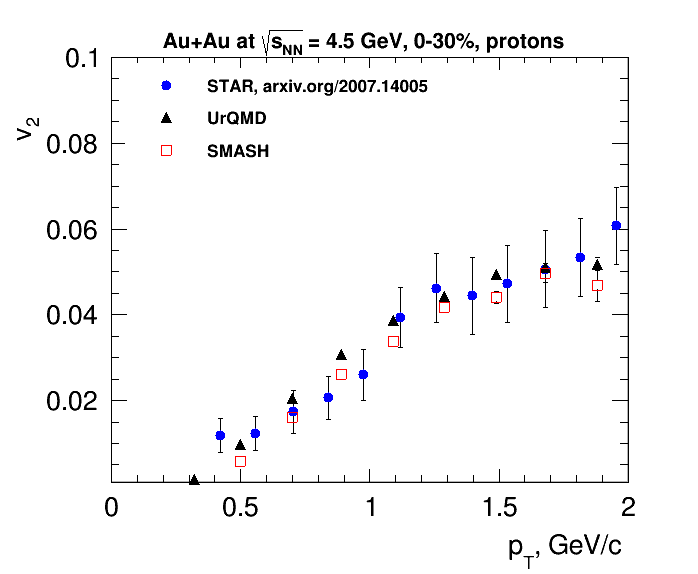 Au+Au at √sNN = 4.5 GeV, 0-30%, protons
0.1
STAR, arxiv.org/2007.14005
UrQMD
SMASH
v2
0.08
0.06
0.04
0.02
0 0.5 1 1.5 2
pT, GeV/c